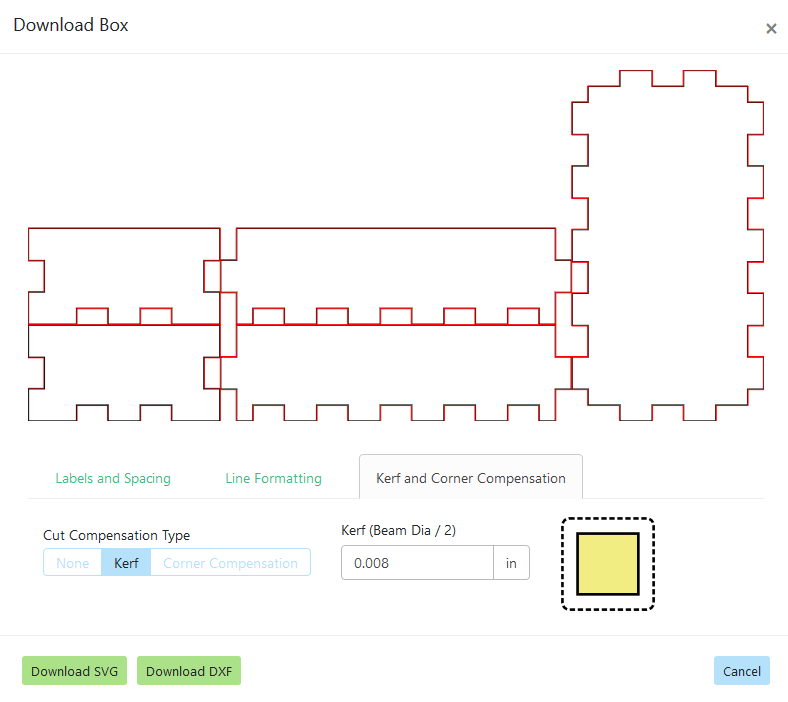 Download Box
×
Labels and Spacing
Line Formatting
Kerf and Corner Compensation
Cut Compensation Type
Kerf (Beam Dia / 2)
None
Kerf
Corner Compensation
0.008
in
Download SVG
Download DXF
Cancel